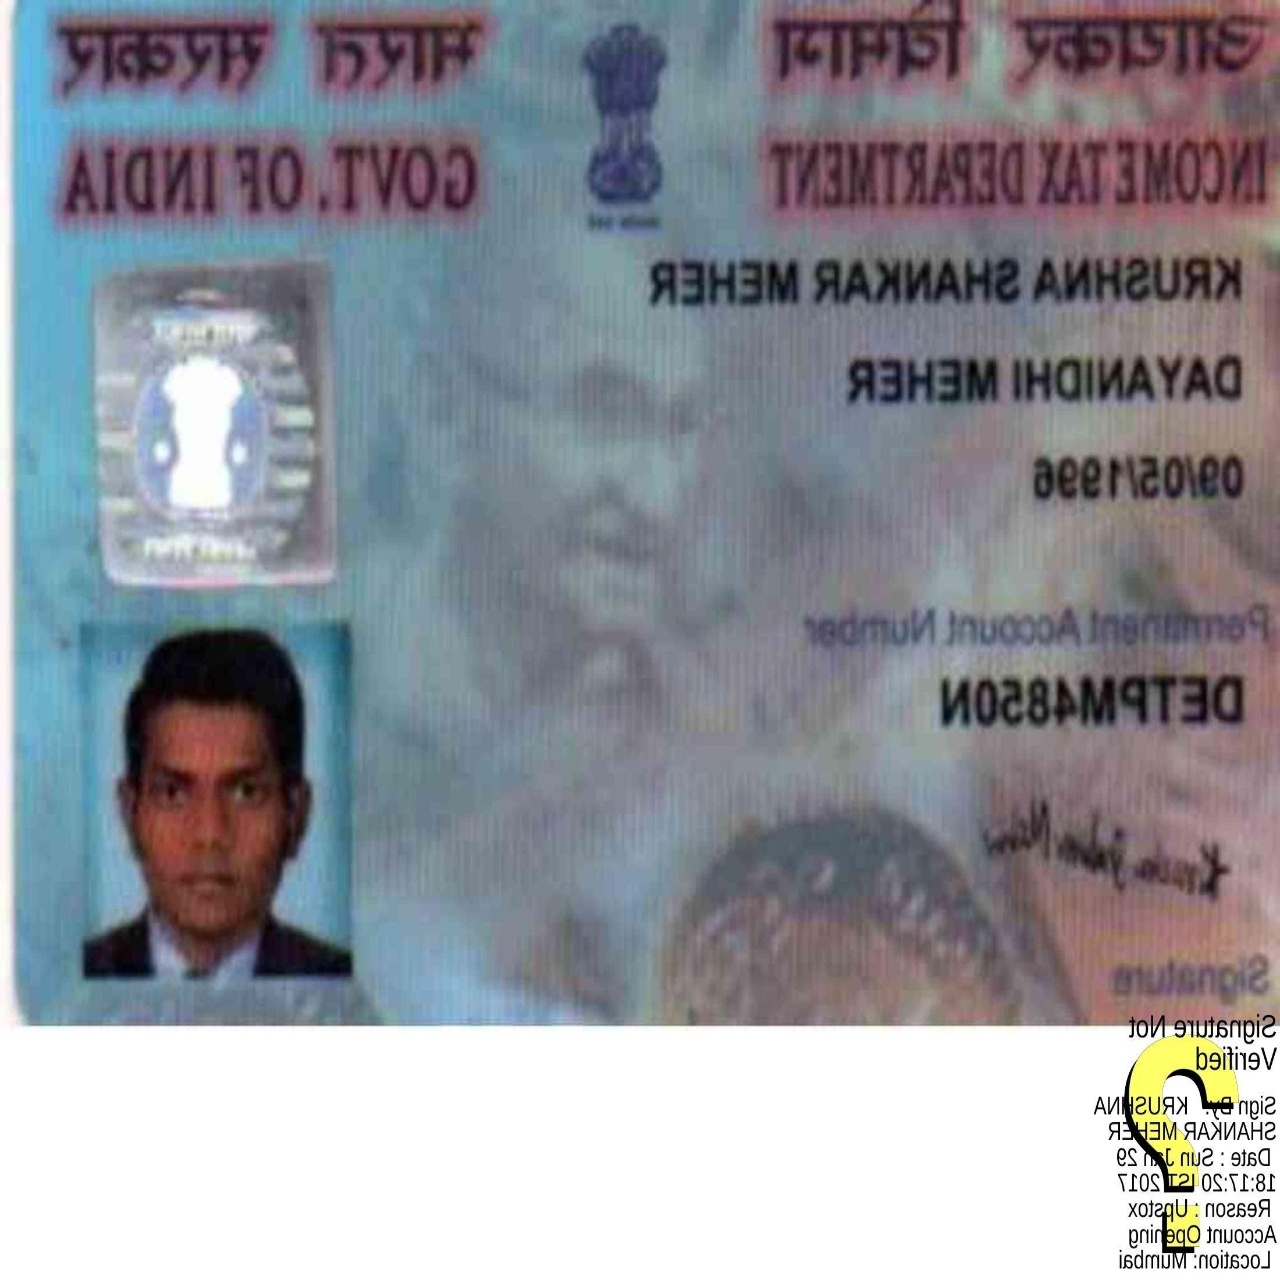 आयकर विभाग भारत सरकार
INCOME TAX DEPARTMENT GOVT. OF INDIA
KRUSHNA SHANKAR MEHER
DAYANIDHI MEHER
09/05/1996
Permanent Account Number
DETPM4850N
Signature
Signature Not
Verified
Sign By: KRUSHNA
SHANKAR MEHER
Date : Sun Jan 29
18:17:20 IST 2017
Reason : Upstox
Account Opening
Location: Mumbai